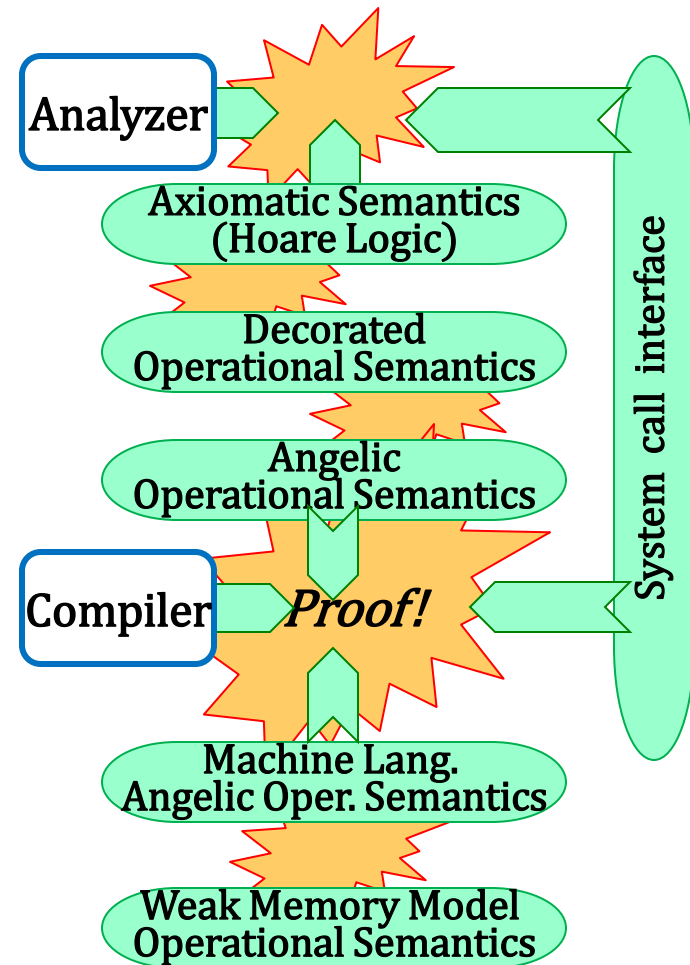 Analyzer
Axiomatic Semantics
(Hoare Logic)
Decorated
Operational Semantics
Angelic
Operational Semantics
Compiler
Proof!
Machine Lang.
Angelic Oper. Semantics
Weak Memory Model
Operational Semantics
System call interface